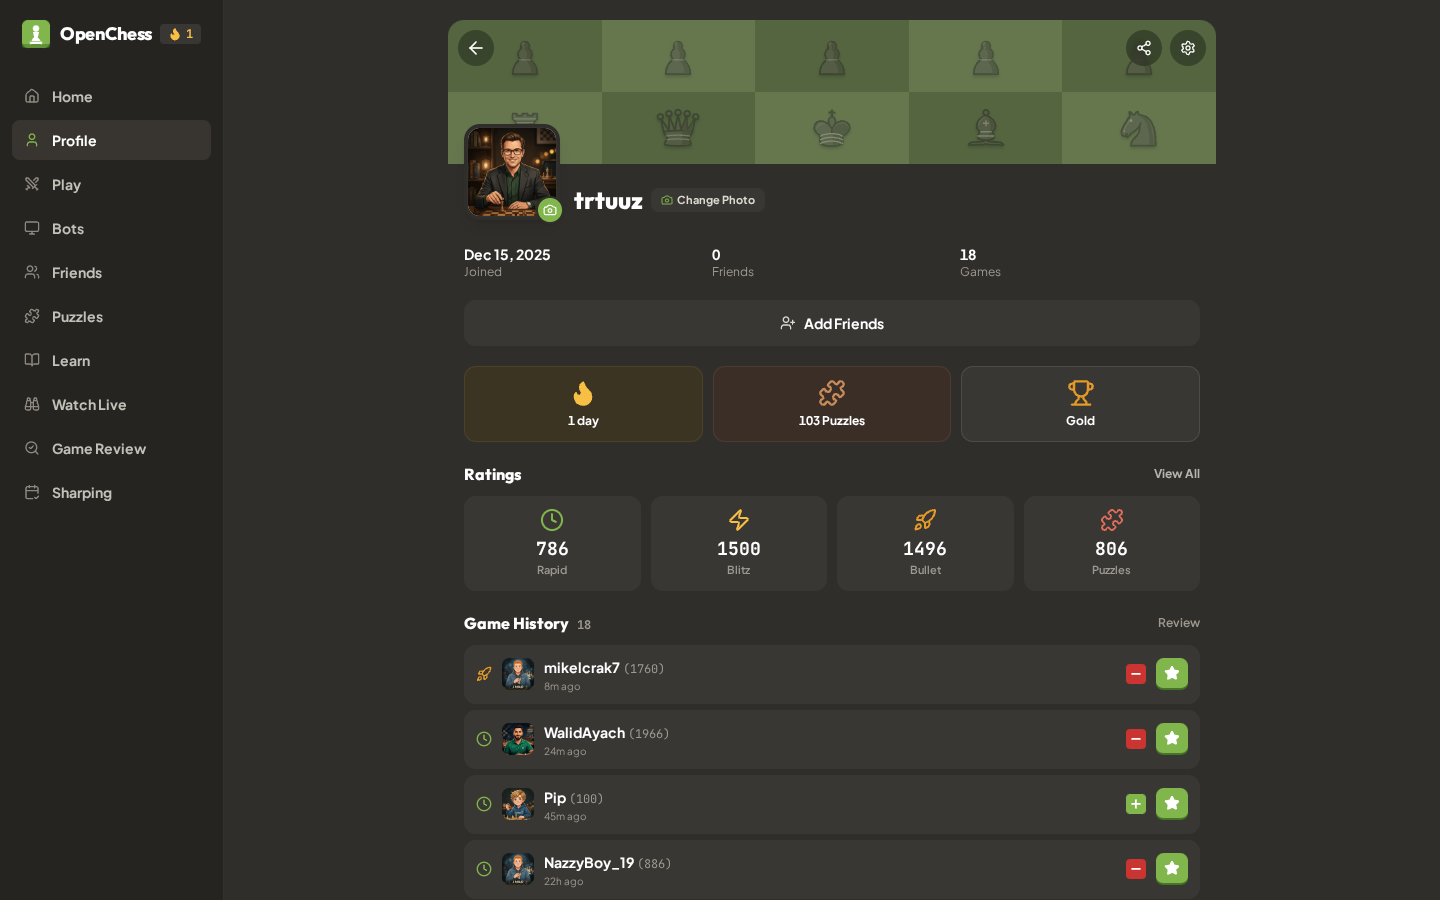 OpenChess 1
Home
Profile
Play
Bots
Friends
Puzzles
Learn
Watch Live
Game Review
Sharping
trtuuz
Change Photo
Dec 15, 2025
Joined
0
Friends
18
Games
Add Friends
1 day
103 Puzzles
Gold
Ratings
View All
786
Rapid
1500
Blitz
1496
Bullet
806
Puzzles
Game History 18
Review
mikelcrak7 (1760)
8m ago
WalidAyach (1966)
24m ago
Pip (100)
45m ago
NazzyBoy_19 (886)
22h ago